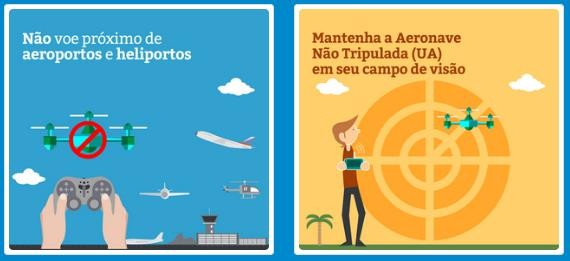 Não voe próximo de
aeroportos e heliportos
Mantenha a Aeronave
Não Tripulada (UA)
em seu campo de visão